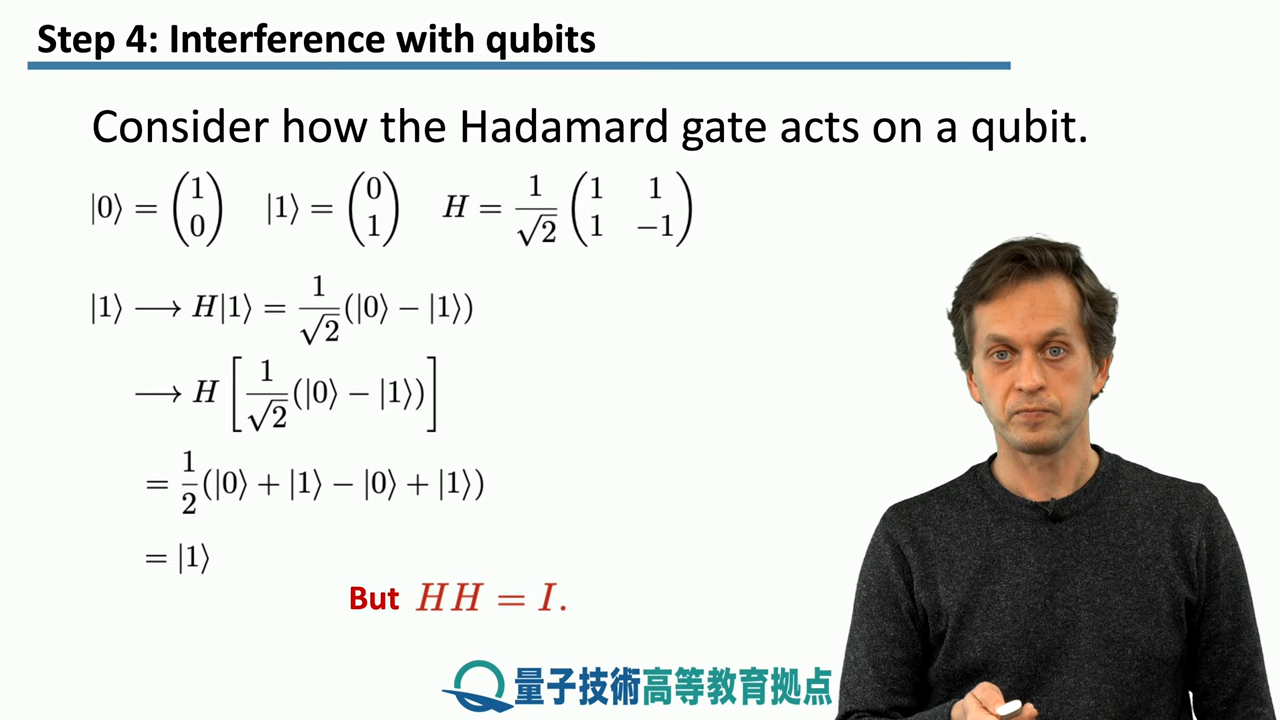 Step 4: Interference with qubits
Consider how the Hadamard gate acts on a qubit.
|0⟩ = (1 0) |1⟩ = (0 1) H = 1/√2 (1 1 1 −1)
|1⟩ ⟶ H|1⟩ = 1/√2 (|0⟩ − |1⟩)
⟶ H [1/√2 (|0⟩ − |1⟩)]
= 1/2 (|0⟩ + |1⟩ − |0⟩ + |1⟩)
= |1⟩
But HH = I.
量子技術高等教育拠点